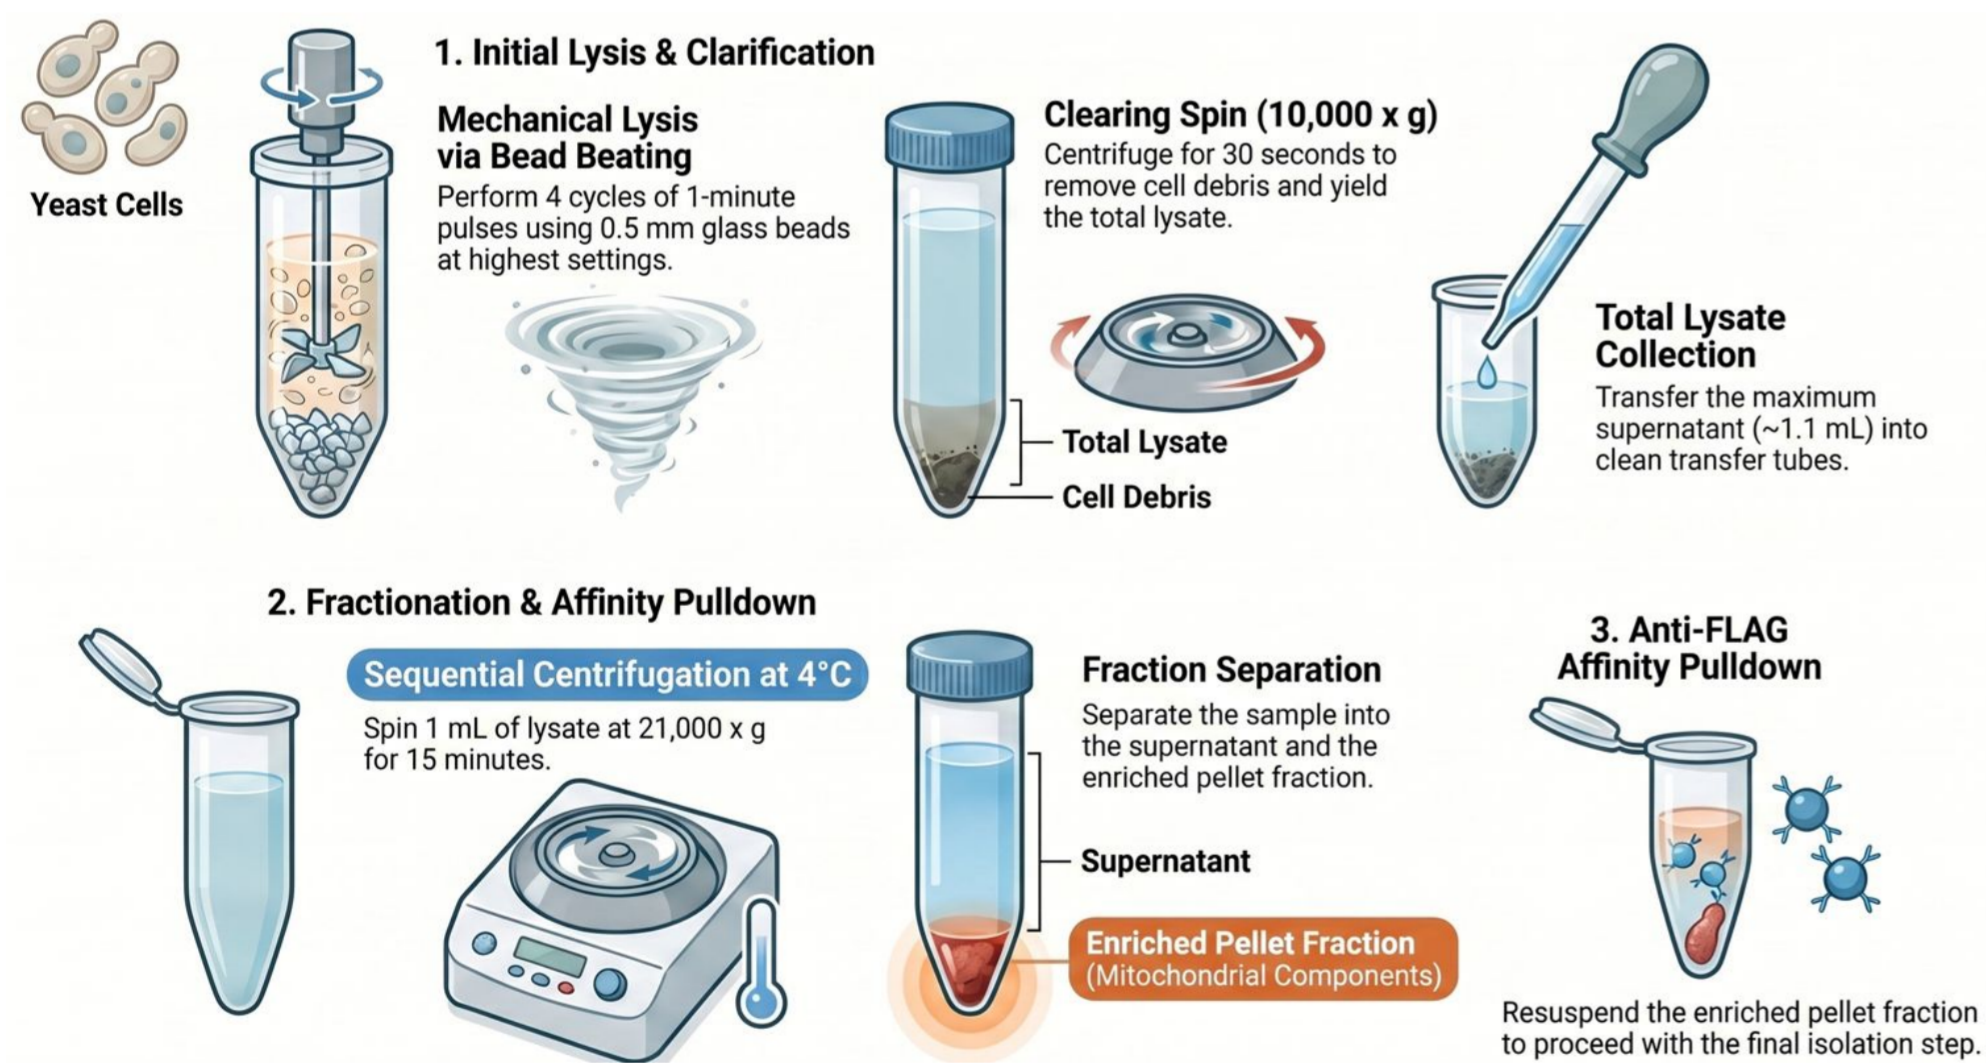 Yeast Cells
1. Initial Lysis & Clarification
Mechanical Lysis
via Bead Beating
Perform 4 cycles of 1-minute
pulses using 0.5 mm glass beads
at highest settings.
Clearing Spin (10,000 x g)
Centrifuge for 30 seconds to
remove cell debris and yield
the total lysate.
Total Lysate
Cell Debris
Total Lysate
Collection
Transfer the maximum
supernatant (~1.1 mL) into
clean transfer tubes.
2. Fractionation & Affinity Pulldown
Sequential Centrifugation at 4°C
Spin 1 mL of lysate at 21,000 x g
for 15 minutes.
Fraction Separation
Separate the sample into
the supernatant and the
enriched pellet fraction.
Supernatant
Enriched Pellet Fraction
(Mitochondrial Components)
3. Anti-FLAG
Affinity Pulldown
Resuspend the enriched pellet fraction
to proceed with the final isolation step.